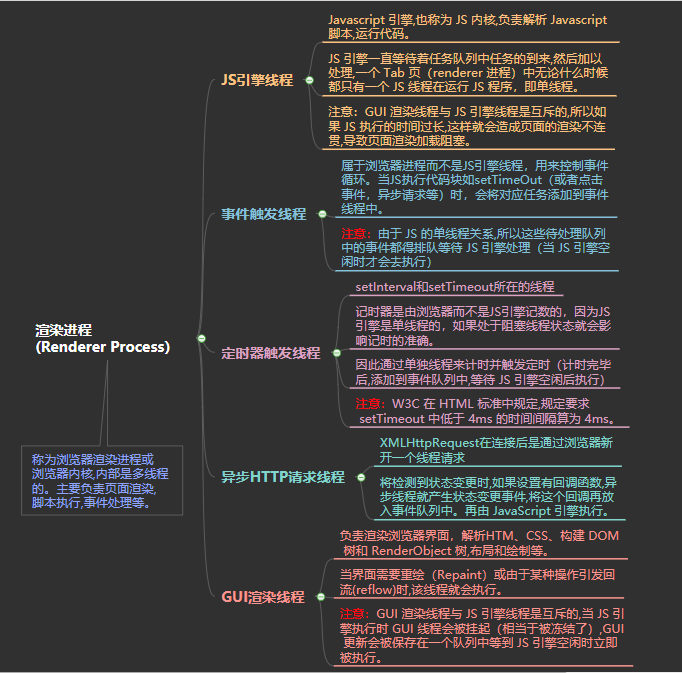 Javascript 引擎,也称为 JS 内核,负责解析 Javascript
脚本,运行代码。
JS引擎线程
JS 引擎一直等待着任务队列中任务的到来,然后加以
处理,一个 Tab 页（renderer 进程）中无论什么时候
都只有一个 JS 线程在运行 JS 程序，即单线程。
注意：GUI 渲染线程与 JS 引擎线程是互斥的,所以如
果 JS 执行的时间过长,这样就会造成页面的渲染不连
贯,导致页面渲染加载阻塞。
属于浏览器进程而不是JS引擎线程，用来控制事件
循环。当JS执行代码块如setTimeOut（或者点击
事件，异步请求等）时，会将对应任务添加到事件
线程中。
事件触发线程
注意：由于 JS 的单线程关系,所以这些待处理队列
中的事件都得排队等待 JS 引擎处理（当 JS 引擎空
闲时才会去执行）
setInterval和setTimeout所在的线程
记时器是由浏览器而不是JS引擎记数的，因为JS
引擎是单线程的，如果处于阻塞线程状态就会影
响记时的准确。
渲染进程
(Renderer Process)
定时器触发线程
因此通过单独线程来计时并触发定时（计时完毕
后,添加到事件队列中,等待 JS 引擎空闲后执行）
注意：W3C 在 HTML 标准中规定,规定要求
setTimeout 中低于 4ms 的时间间隔算为 4ms。
称为浏览器渲染进程或
浏览器内核,内部是多线程
的。主要负责页面渲染,
脚本执行,事件处理等。
XMLHttpRequest在连接后是通过浏览器新
开一个线程请求
异步HTTP请求线程
将检测到状态变更时,如果设置有回调函数,异
步线程就产生状态变更事件,将这个回调再放
入事件队列中。再由 JavaScript 引擎执行。
负责渲染浏览器界面，解析HTM、CSS、构建 DOM
树和 RenderObject 树,布局和绘制等。
GUI渲染线程
当界面需要重绘（Repaint）或由于某种操作引发回
流(reflow)时,该线程就会执行。
注意：GUI 渲染线程与 JS 引擎线程是互斥的,当 JS 引
擎执行时 GUI 线程会被挂起（相当于被冻结了）,GUI
更新会被保存在一个队列中等到 JS 引擎空闲时立即
被执行。